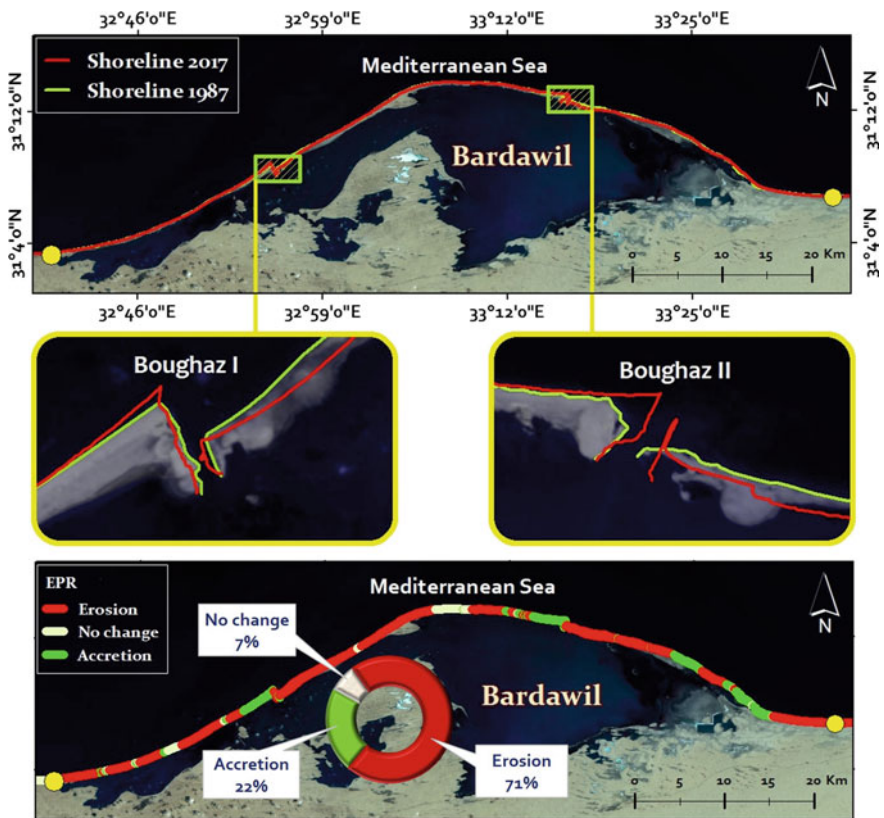 32°46'0"E 32°59'0"E 33°12'0"E 33°25'0"E
Shoreline 2017
Shoreline 1987
Mediterranean Sea
N
31°12'0"N
31°12'0"N
Bardawil
31°4'0"N
31°4'0"N
0 5 10 15 20 Km
32°46'0"E 32°59'0"E 33°12'0"E 33°25'0"E
Boughaz I
Boughaz II
EPR
Erosion
No change
Accretion
Mediterranean Sea
N
No change
7%
Bardawil
Accretion
22%
Erosion
71%
0 5 10 15 20 Km